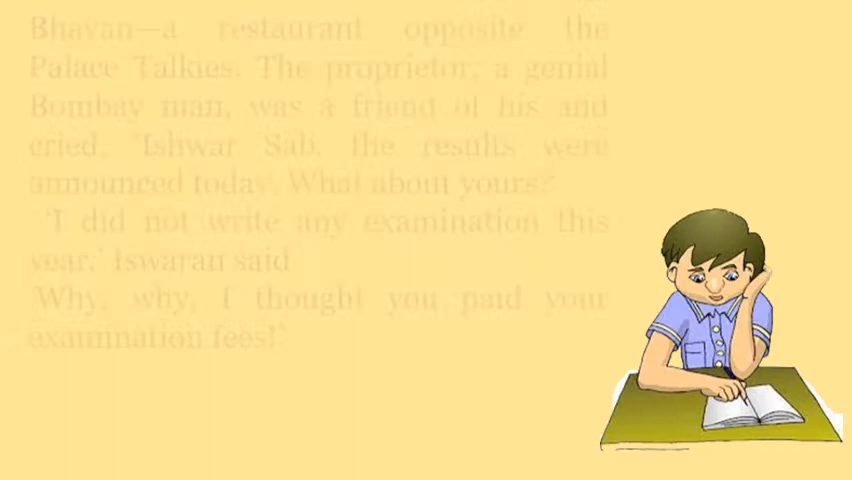 Bhavan—a restaurant opposite the
Palace Talkies. The proprietor, a genial
Bombay man, was a friend of his and
cried, 'Ishwar Sab, the results were
announced today. What about yours?'
'I did not write any examination this
year,' Iswaran said
'Why, why, I thought you paid your
examination fees!'